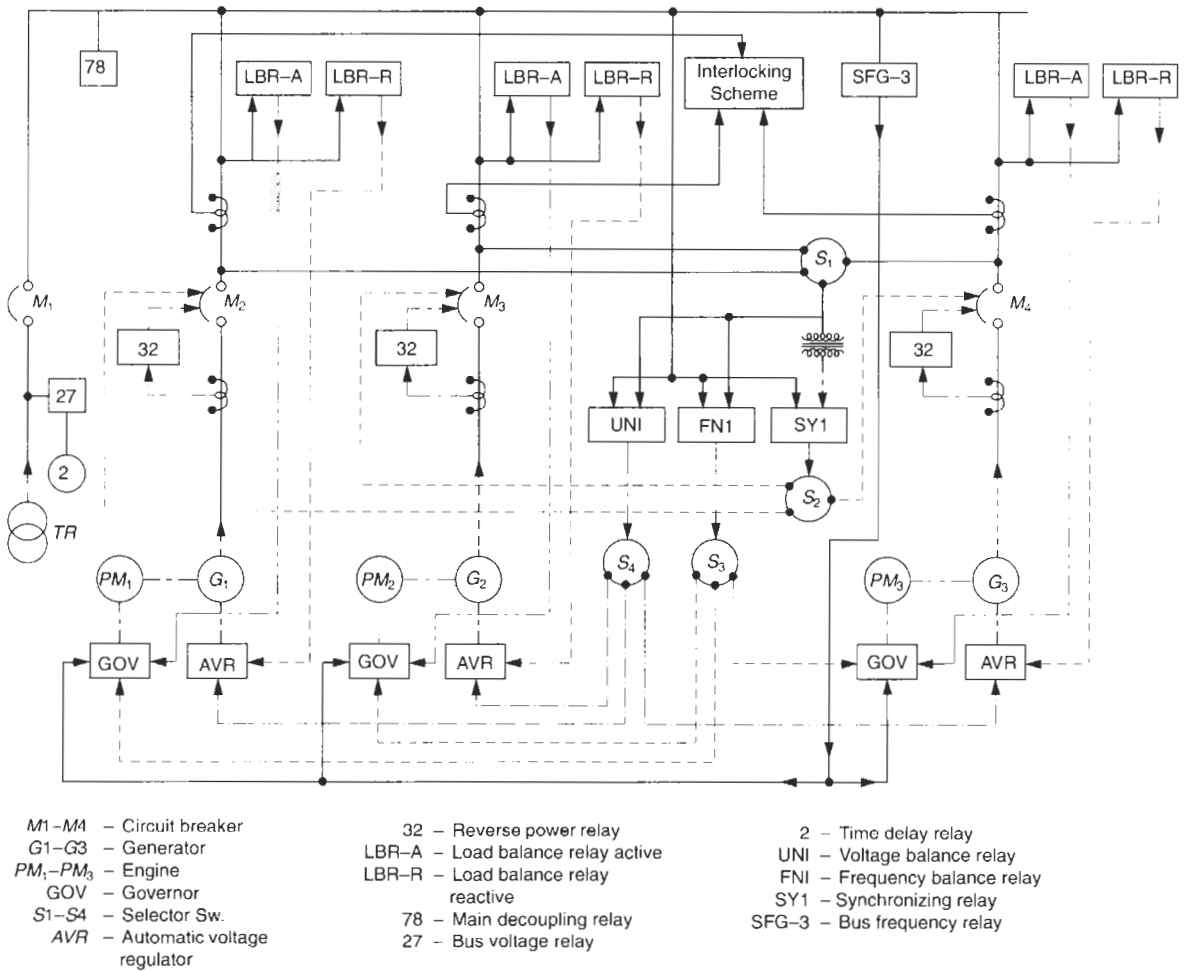 78
LBR–A
LBR–R
LBR–A
LBR–R
Interlocking
Scheme
SFG–3
LBR–A
LBR–R
S1
M1
M2
M3
M4
32
32
32
27
2
TR
UNI
FN1
SY1
S2
S4
S3
PM1
G1
PM2
G2
PM3
G3
GOV
AVR
GOV
AVR
GOV
AVR
M1–M4 – Circuit breaker
G1–G3 – Generator
PM1–PM3 – Engine
GOV – Governor
S1–S4 – Selector Sw.
AVR – Automatic voltage
regulator
32 – Reverse power relay
LBR–A – Load balance relay active
LBR–R – Load balance relay
reactive
78 – Main decoupling relay
27 – Bus voltage relay
2 – Time delay relay
UNI – Voltage balance relay
FNI – Frequency balance relay
SY1 – Synchronizing relay
SFG–3 – Bus frequency relay